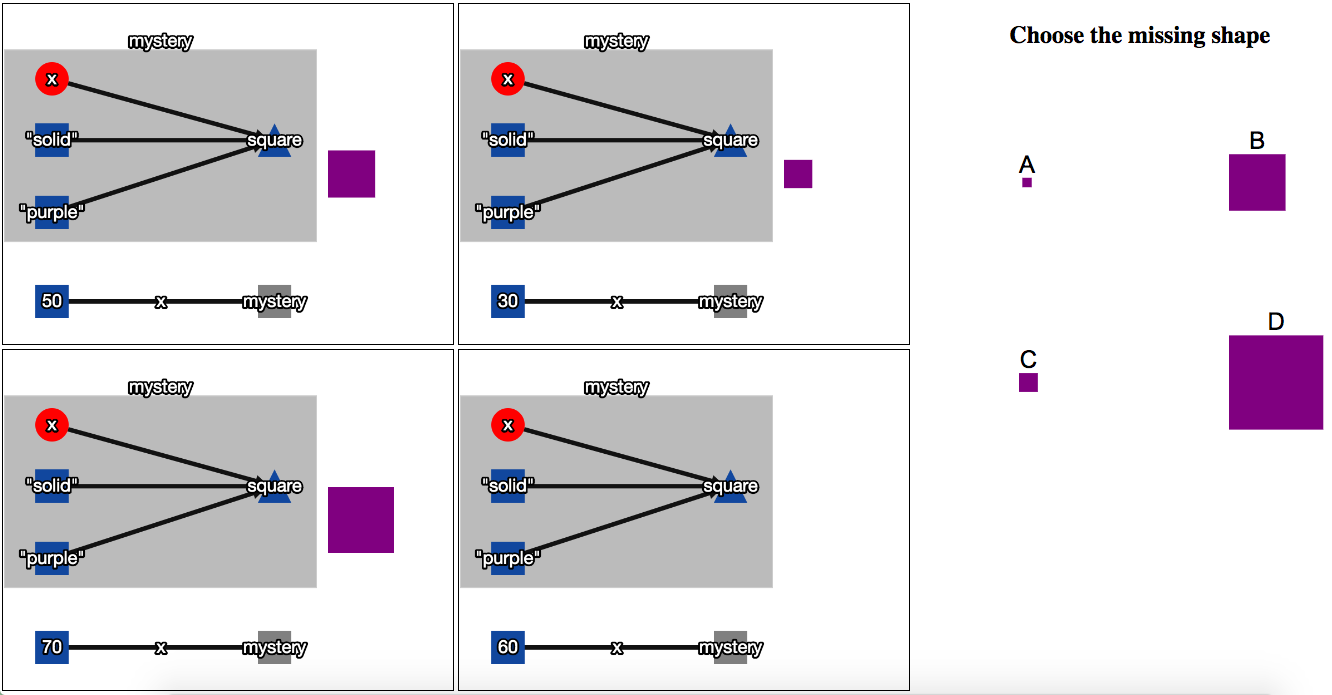 mystery
x
"solid"
square
"purple"
50
x
mystery
mystery
x
"solid"
square
"purple"
30
x
mystery
mystery
x
"solid"
square
"purple"
70
x
mystery
mystery
x
"solid"
square
"purple"
60
x
mystery
Choose the missing shape
A
B
C
D